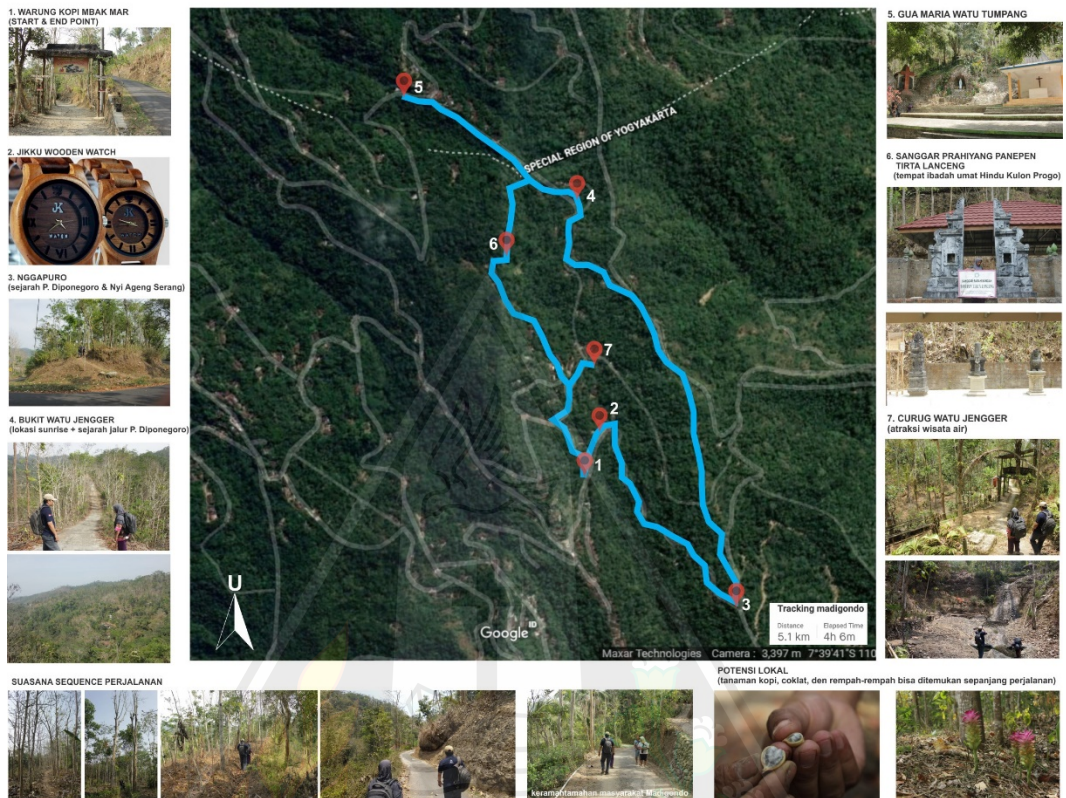 1. WARUNG KOPI MBAK MAR
(START & END POINT)
2. JIKKU WOODEN WATCH
JK
WATCH
JK
3. NGGAPURO
(sejarah P. Diponegoro & Nyi Ageng Serang)
4. BUKIT WATU JENGGER
(lokasi sunrise + sejarah jalur P. Diponegoro)
5
SPECIAL REGION OF YOGYAKARTA
4
6
7
2
1
3
U
Google
Tracking madigondo
Distance
Elapsed Time
5.1 km
4h 6m
Maxar Technologies Camera : 3,397 m 7°39'41"S 110
5. GUA MARIA WATU TUMPANG
6. SANGGAR PRAHIYANG PANEPEN
TIRTA LANCENG
(tempat ibadah umat Hindu Kulon Progo)
7. CURUG WATU JENGGER
(atraksi wisata air)
SUASANA SEQUENCE PERJALANAN
keramahtamahan masyarakat Madigondo
POTENSI LOKAL
(tanaman kopi, coklat, den rempah-rempah bisa ditemukan sepanjang perjalanan)